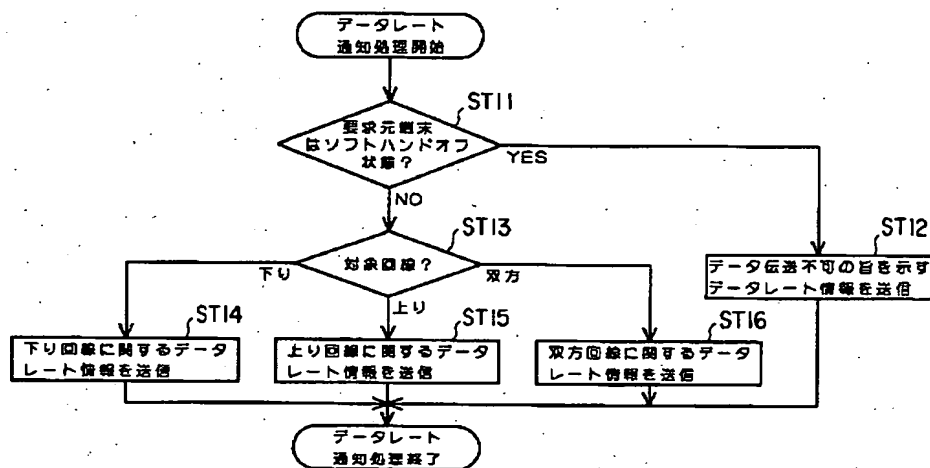 データレート
通知処理開始
ST11
要求元端末
はソフトハンドオフ
状態？
YES
NO
ST13
対象回線？
下り
上り
双方
ST12
データ伝送不可の旨を示す
データレート情報を送信
ST14
下り回線に関するデータ
レート情報を送信
ST15
上り回線に関するデータ
レート情報を送信
ST16
双方回線に関するデータ
レート情報を送信
データレート
通知処理終了